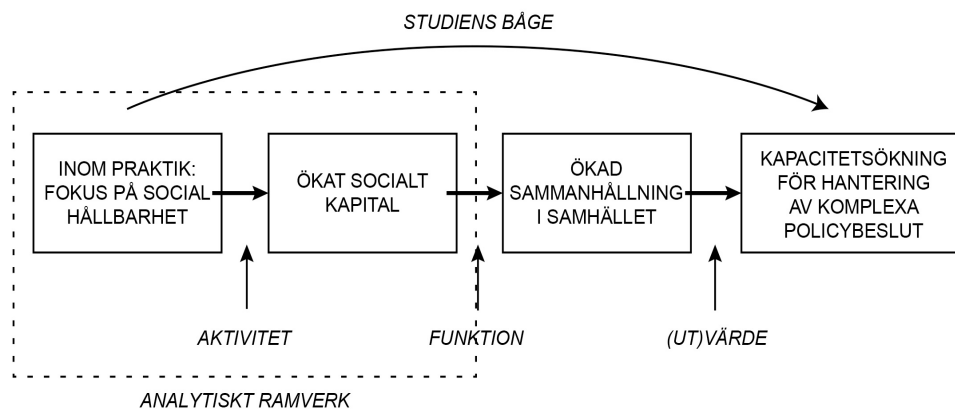 STUDIENS BÅGE
INOM PRAKTIK:
FOKUS PÅ SOCIAL
HÅLLBARHET
ÖKAT SOCIALT
KAPITAL
ÖKAD
SAMMANHÅLLNING
I SAMHÄLLET
KAPACITETSÖKNING
FÖR HANTERING
AV KOMPLEXA
POLICYBESLUT
AKTIVITET
FUNKTION
(UT)VÄRDE
ANALYTISKT RAMVERK